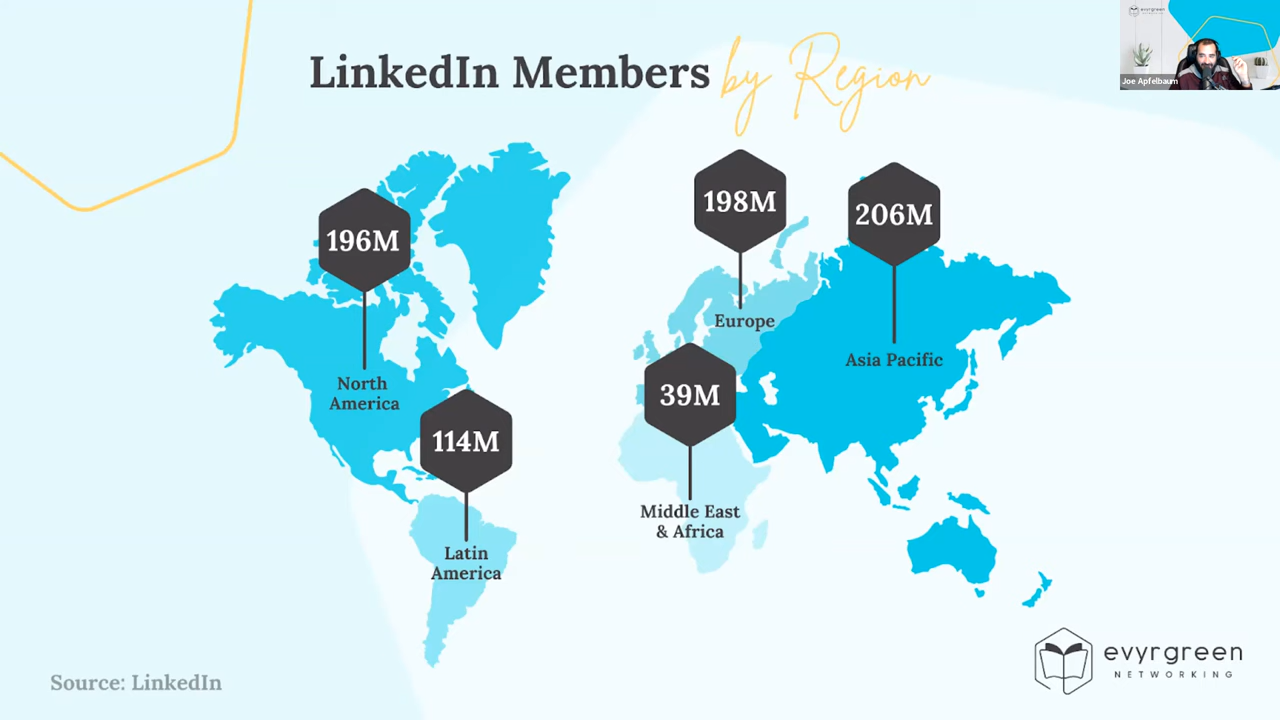 LinkedIn Members by Region
evyrgreen
Joe Apfelbaum
196M
North
America
114M
Latin
America
198M
Europe
39M
Middle East
& Africa
206M
Asia Pacific
Source: LinkedIn
evyrgreen
NETWORKING